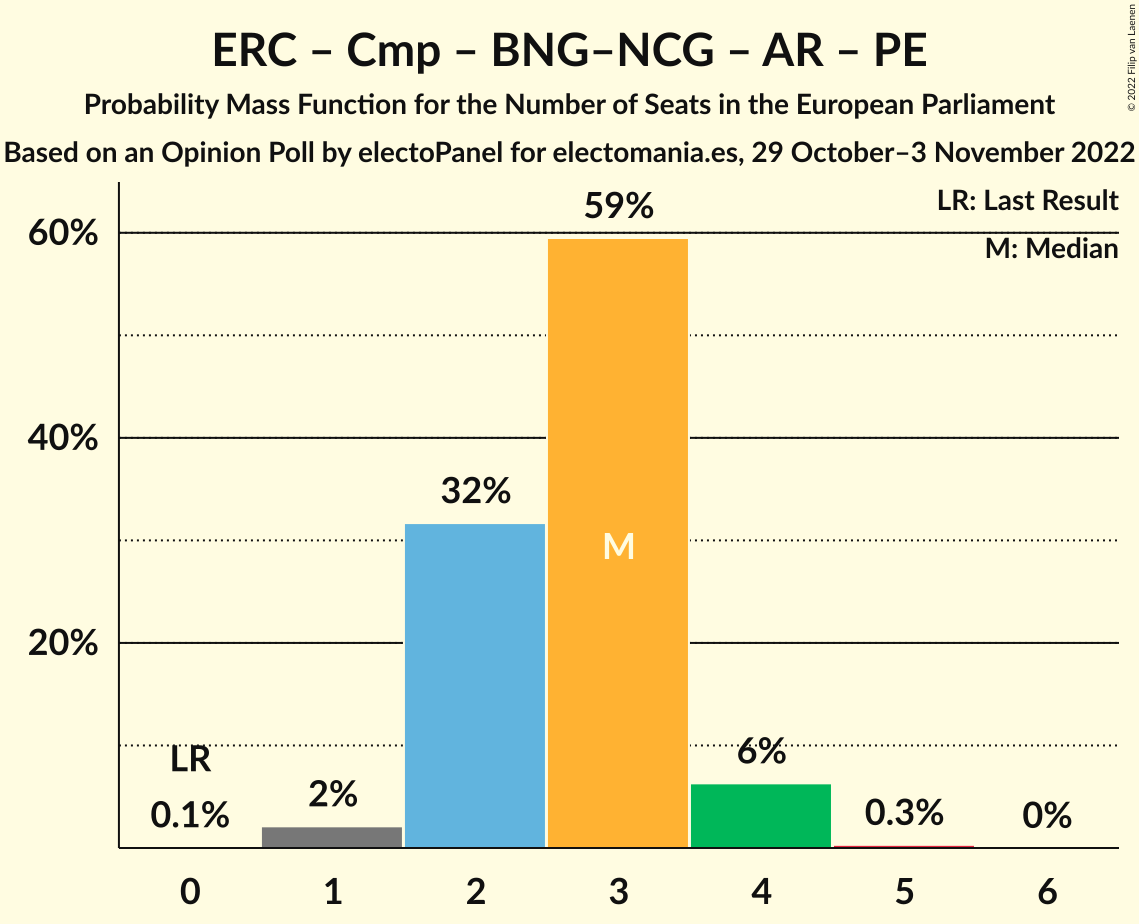 ERC – Cmp – BNG–NCG – AR – PE
Probability Mass Function for the Number of Seats in the European Parliament
Based on an Opinion Poll by electoPanel for electomania.es, 29 October–3 November 2022
© 2022 Filip van Laenen
LR: Last Result
M: Median
60%
40%
20%
59%
32%
M
LR
0.1%
2%
6%
0.3%
0%
0 1 2 3 4 5 6